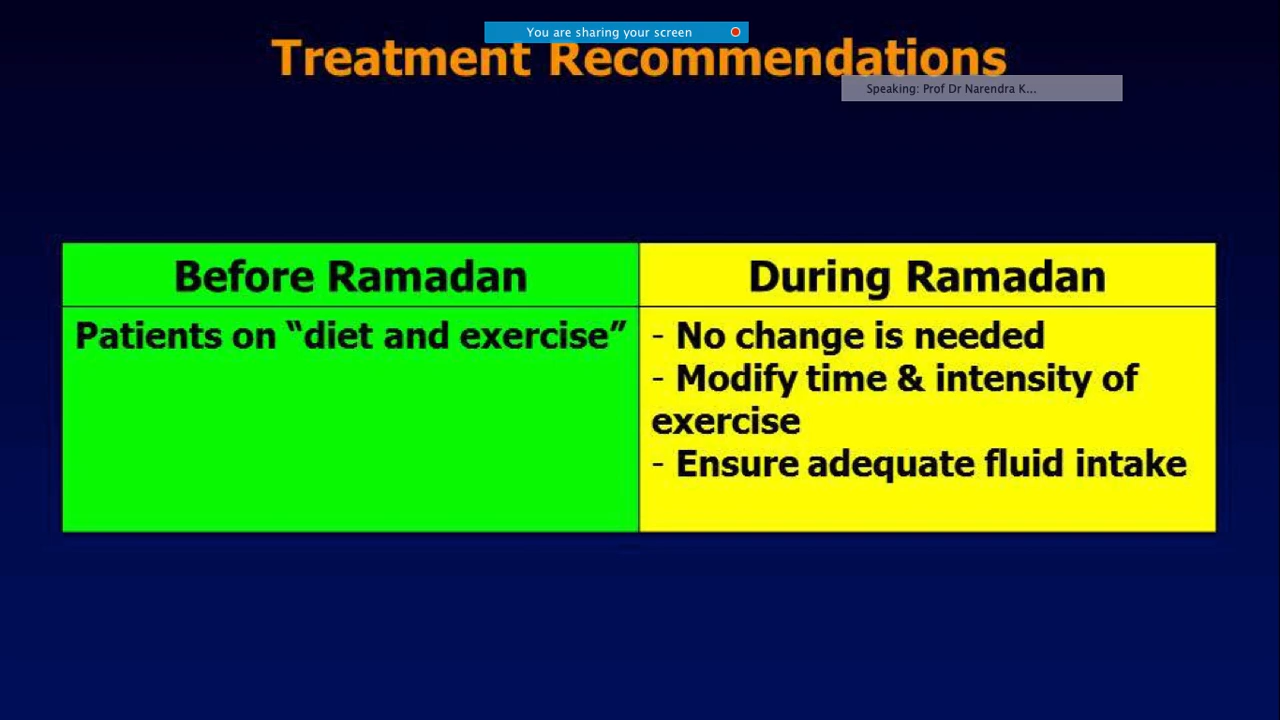 You are sharing your screen
Treatment Recommendations
Speaking: Prof Dr Narendra K...
Before Ramadan
During Ramadan
Patients on “diet and exercise”
- No change is needed
- Modify time & intensity of
exercise
- Ensure adequate fluid intake